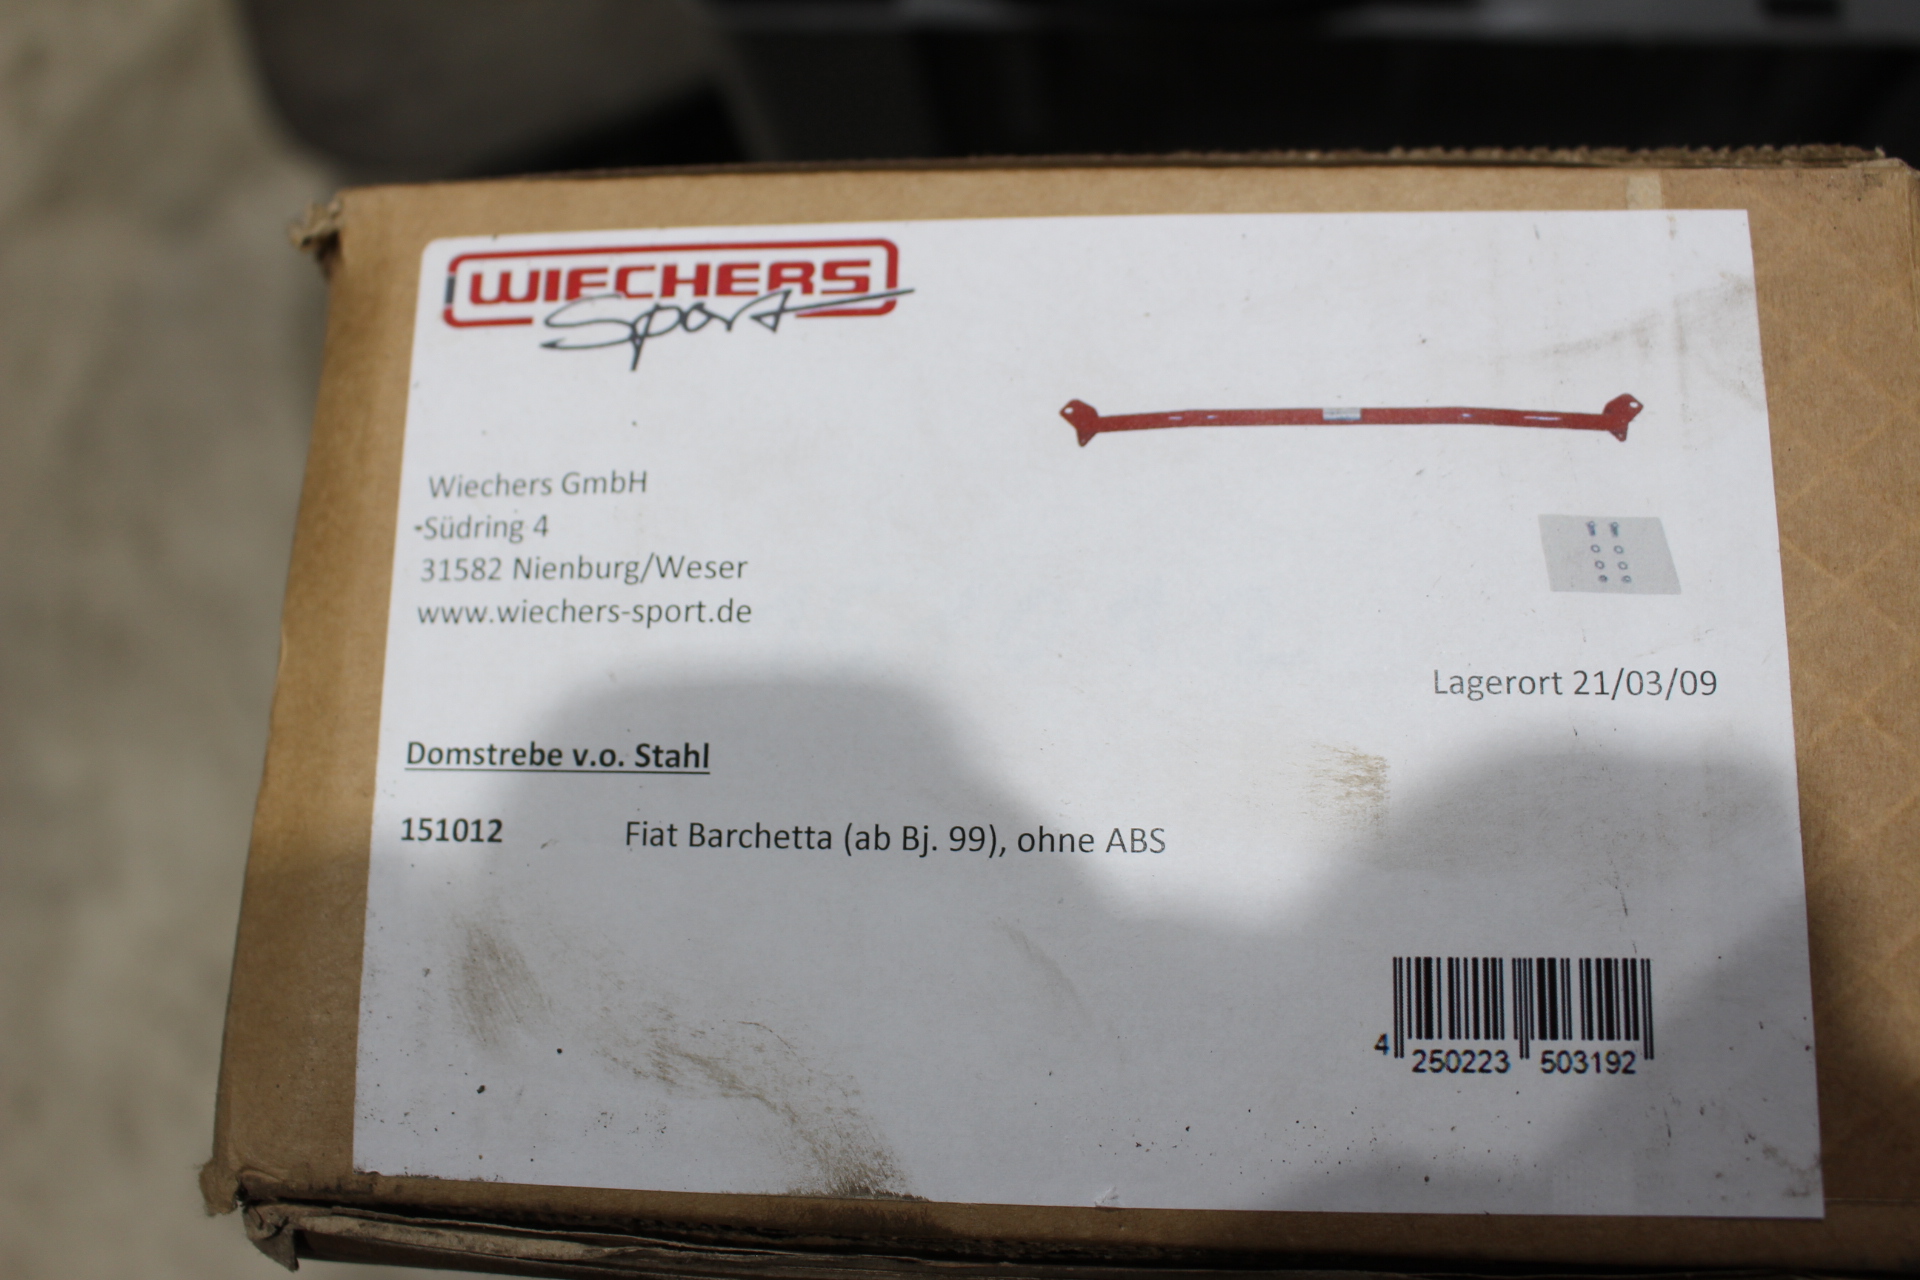 WIECHERS
Sport
Wiechers GmbH
Südring 4
31582 Nienburg/Weser
www.wiechers-sport.de
Lagerort 21/03/09
Domstrebe v.o. Stahl
151012 Fiat Barchetta (ab Bj. 99), ohne ABS
4 250223 503192